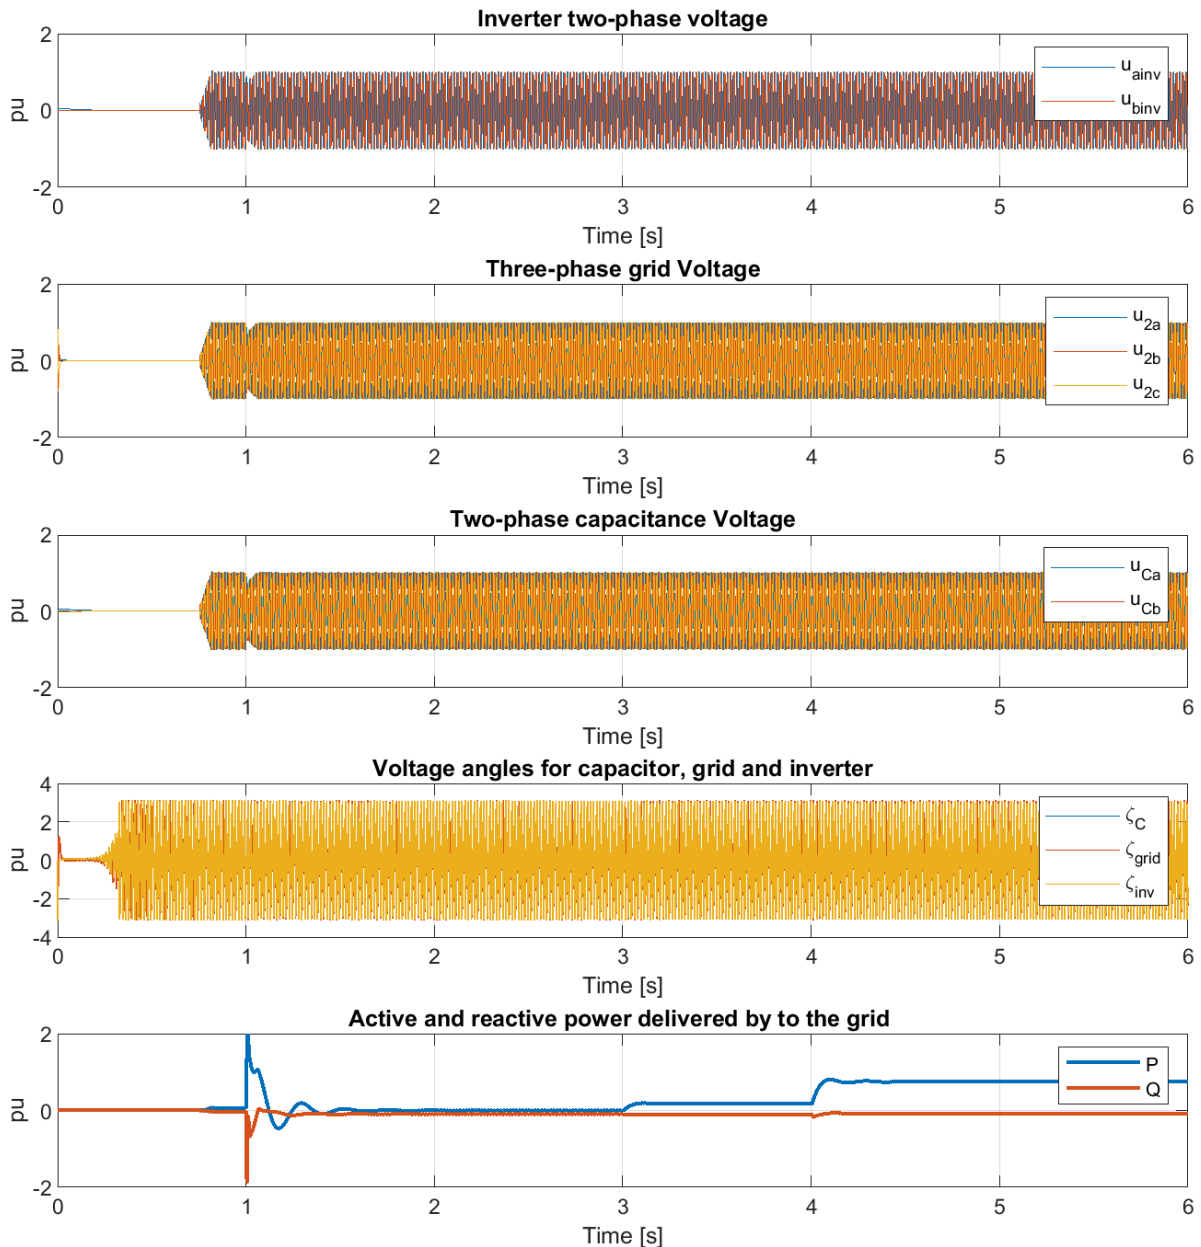 Inverter two-phase voltage
2
0
-2
pu
0 1 2 3 4 5 6
Time [s]
u_ainv
u_binv
Three-phase grid Voltage
2
0
-2
pu
0 1 2 3 4 5 6
Time [s]
u_2a
u_2b
u_2c
Two-phase capacitance Voltage
2
0
-2
pu
0 1 2 3 4 5 6
Time [s]
u_Ca
u_Cb
Voltage angles for capacitor, grid and inverter
4
2
0
-2
-4
pu
0 1 2 3 4 5 6
Time [s]
ζ_C
ζ_grid
ζ_inv
Active and reactive power delivered by to the grid
2
0
-2
pu
0 1 2 3 4 5 6
Time [s]
P
Q